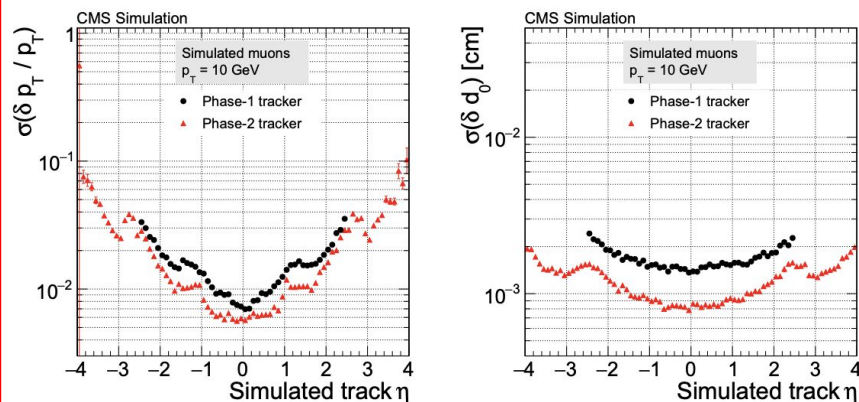 CMS Simulation
σ(δ p_T / p_T)
1
10⁻¹
10⁻²
Simulated muons
p_T = 10 GeV
Phase-1 tracker
Phase-2 tracker
−4 −3 −2 −1 0 1 2 3 4
Simulated track η
CMS Simulation
σ(δ d₀) [cm]
10⁻²
10⁻³
Simulated muons
p_T = 10 GeV
Phase-1 tracker
Phase-2 tracker
−4 −3 −2 −1 0 1 2 3 4
Simulated track η